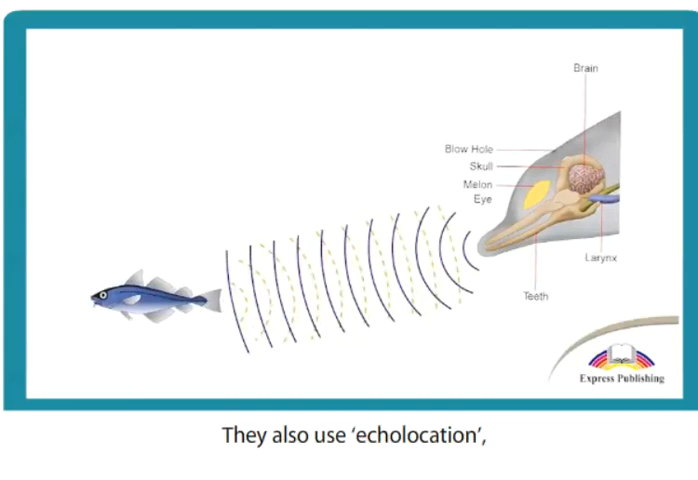 Brain
Blow Hole
Skull
Melon
Eye
Larynx
Teeth
Express Publishing
They also use ‘echolocation’,